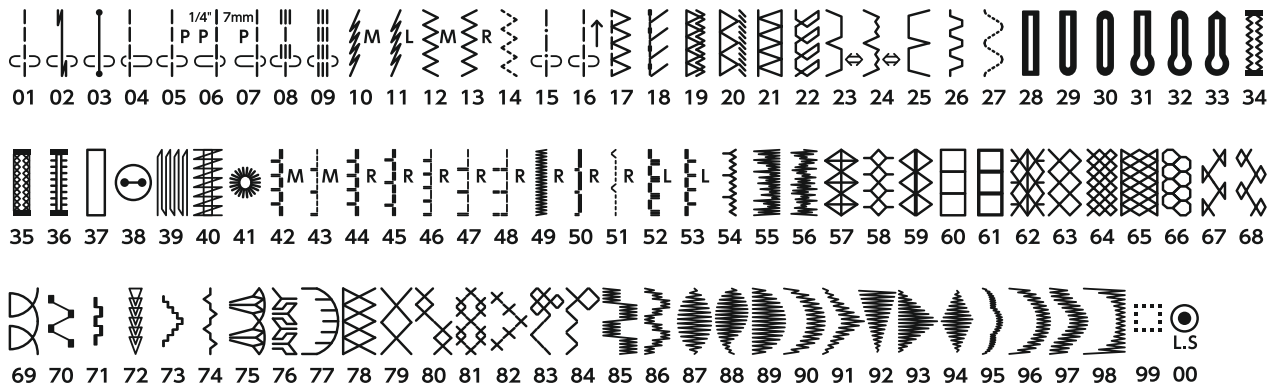 1/4" 7mm
P P P
M L M R
01 02 03 04 05 06 07 08 09 10 11 12 13 14 15 16 17 18 19 20 21 22 23 24 25 26 27 28 29 30 31 32 33 34
M M R R R R R R R R L L
35 36 37 38 39 40 41 42 43 44 45 46 47 48 49 50 51 52 53 54 55 56 57 58 59 60 61 62 63 64 65 66 67 68
L.S
69 70 71 72 73 74 75 76 77 78 79 80 81 82 83 84 85 86 87 88 89 90 91 92 93 94 95 96 97 98 99 00